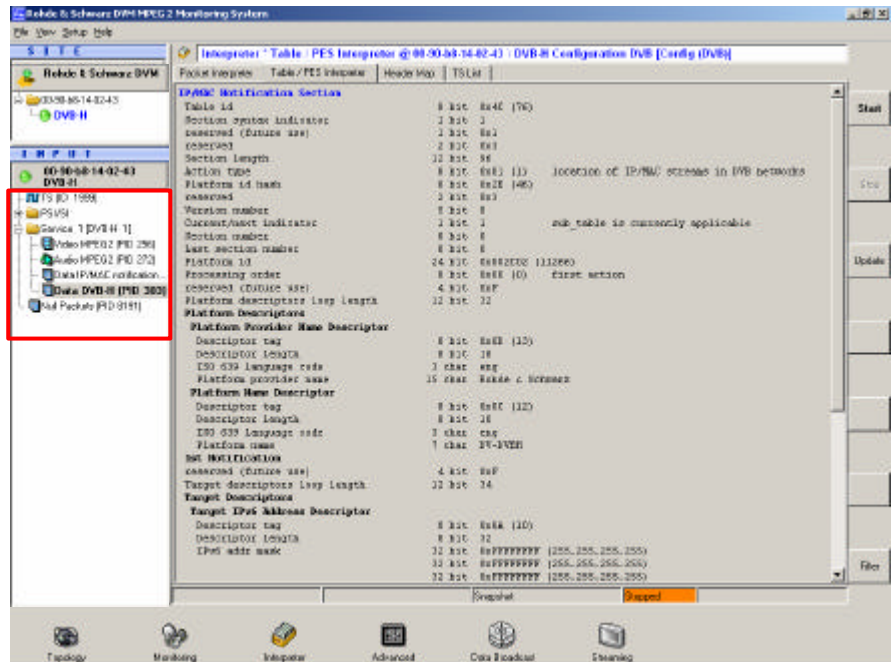 Rohde & Schwarz DVM MPEG 2 Monitoring System
File View Setup Help
SITE
Rohde & Schwarz DVM
00-90-b8-14-02-43
DVB-H
INPUT
00-90-b8-14-02-43
DVB-H
TS (ID 1999)
PSI/SI
Service 1 [DVB-H 1]
Video MPEG2 (PID 256)
Audio MPEG2 (PID 272)
Data IP/MAC notification...
Data DVB-H (PID 303)
Null Packets (PID 8191)
Interpreter * Table / PES Interpreter @ 00-90-b8-14-02-43 \ DVB-H Configuration DVB [Config (DVB)]
Packet Interpreter Table / PES Interpreter Header Map TS List
IP/MAC Notification Section
Table id 8 bit 0x4C (76)
Section syntax indicator 1 bit 1
reserved (future use) 1 bit 0x1
reserved 2 bit 0x3
Section length 12 bit 96
Action type 8 bit 0x01 (1) location of IP/MAC streams in DVB networks
Platform id hash 8 bit 0x2E (46)
reserved 2 bit 0x3
Version number 5 bit 0
Current/next indicator 1 bit 1 sub_table is currently applicable
Section number 8 bit 0
Last section number 8 bit 0
Platform id 24 bit
Processing order 8 bit 0x00 (0) first action
reserved (future use) 4 bit 0xF
Platform descriptors loop length 12 bit 32
Platform Descriptors
Platform Provider Name Descriptor
Descriptor tag 8 bit
Descriptor length 8 bit 18
ISO 639 language code 3 char eng
Platform provider name 15 char Rohde & Schwarz
Platform Name Descriptor
Descriptor tag 8 bit 0x0C (12)
Descriptor length 8 bit 10
ISO 639 language code 3 char eng
Platform name 7 char
1st Notification
reserved (future use) 4 bit 0xF
Target descriptors loop length 12 bit 34
Target Descriptors
Target IPv6 Address Descriptor
Descriptor tag 8 bit 0x0A (10)
Descriptor length 8 bit 32
IPv6 addr mask 32 bit 0xFFFFFFFF (255.255.255.255)
32 bit 0xFFFFFFFF (255.255.255.255)
32 bit 0xFFFFFFFF (255.255.255.255)
Start
Stop
Update
Filter
Snapshot Stopped
Topology Monitoring Interpreter Advanced Data Broadcast Streaming